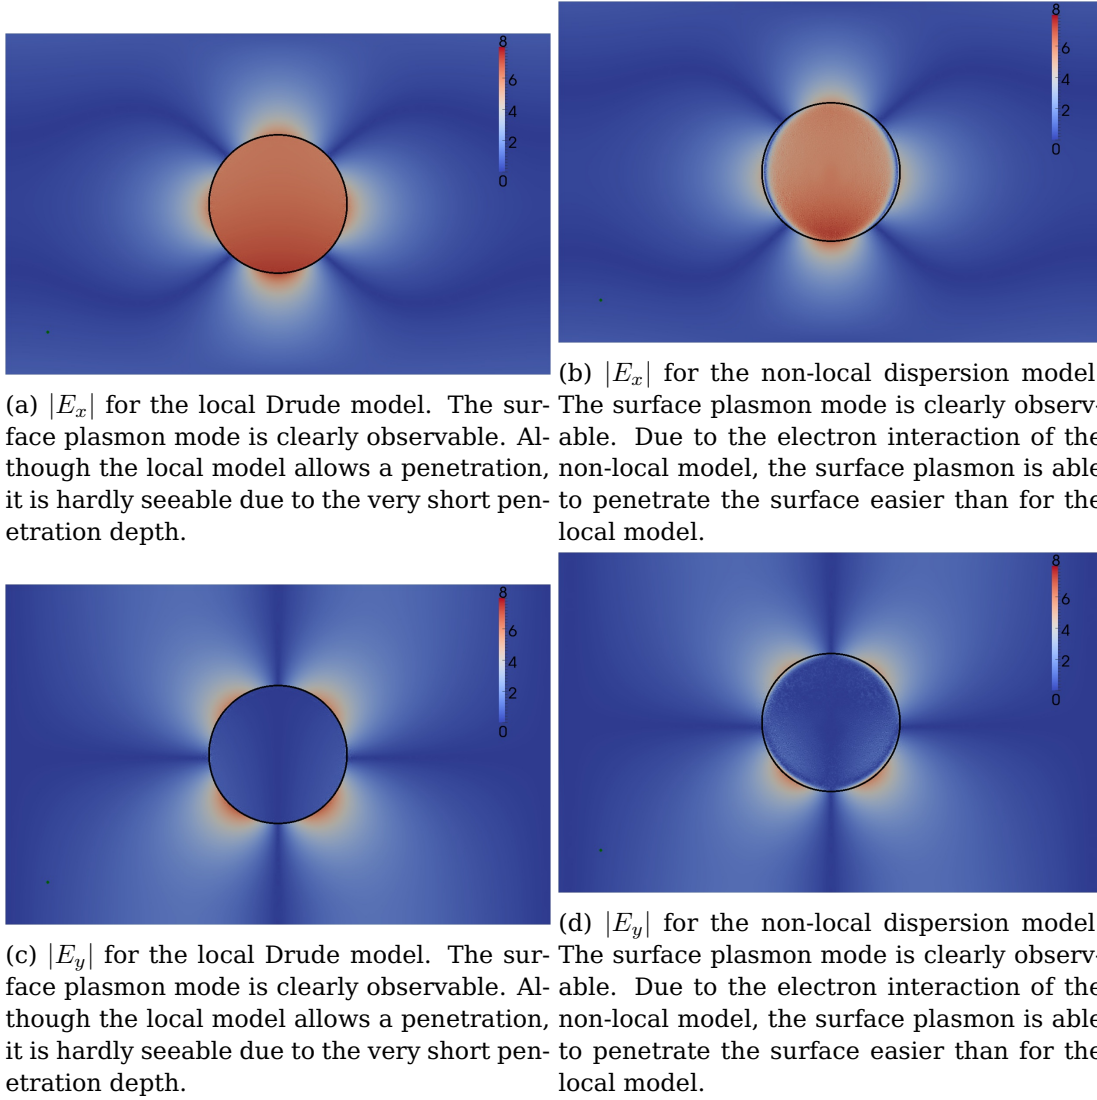 8
6
4
2
0
(a) |E_x| for the local Drude model. The sur-
face plasmon mode is clearly observable. Al-
though the local model allows a penetration,
it is hardly seeable due to the very short pen-
etration depth.
8
6
4
2
0
(b) |E_x| for the non-local dispersion model
The surface plasmon mode is clearly observ-
able. Due to the electron interaction of the
non-local model, the surface plasmon is able
to penetrate the surface easier than for the
local model.
8
6
4
2
0
(c) |E_y| for the local Drude model. The sur-
face plasmon mode is clearly observable. Al-
though the local model allows a penetration,
it is hardly seeable due to the very short pen-
etration depth.
8
6
4
2
0
(d) |E_y| for the non-local dispersion model
The surface plasmon mode is clearly observ-
able. Due to the electron interaction of the
non-local model, the surface plasmon is able
to penetrate the surface easier than for the
local model.